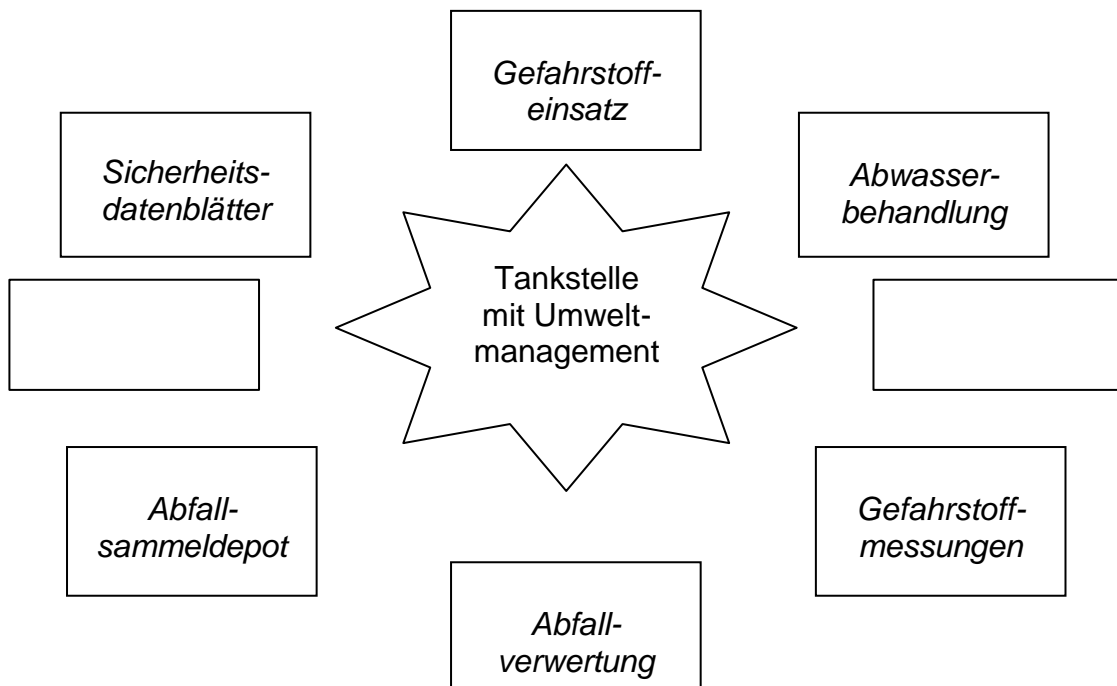 Gefahrstoff-
einsatz
Sicherheits-
datenblätter
Abwasser-
behandlung
Tankstelle
mit Umwelt-
management
Abfall-
sammeldepot
Gefahrstoff-
messungen
Abfall-
verwertung